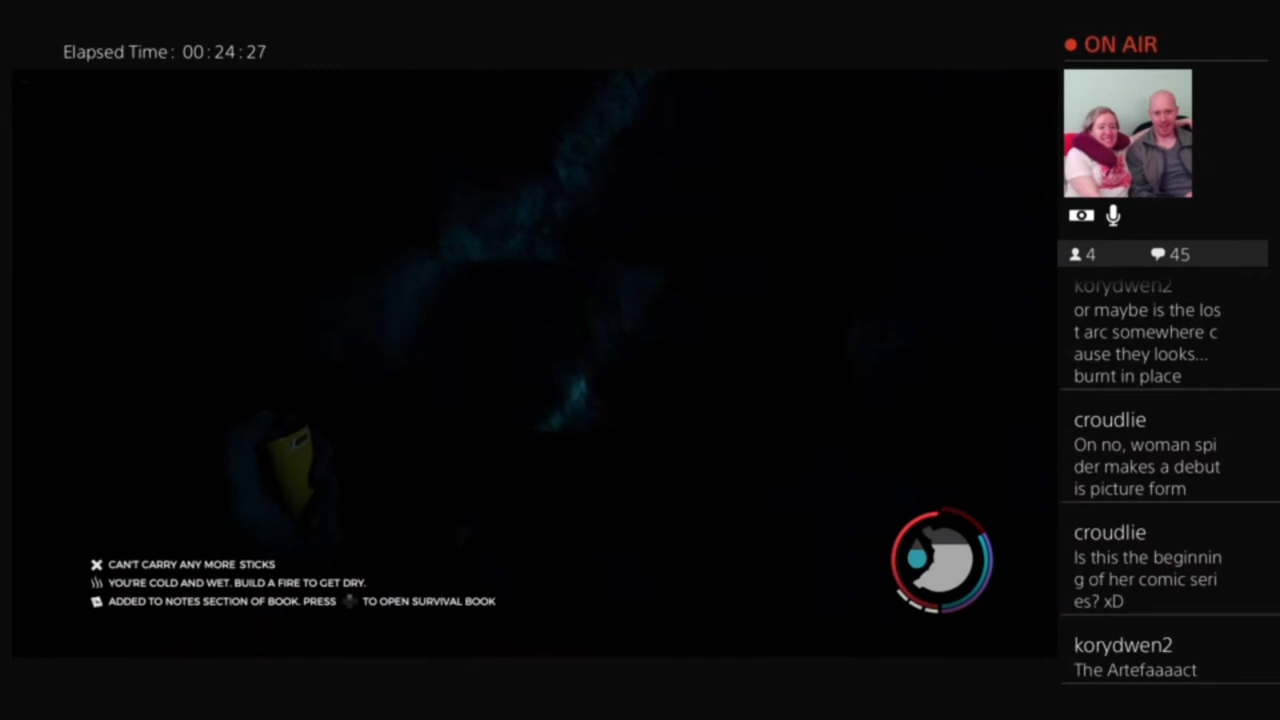 Elapsed Time: 00:24:27
ON AIR
4
45
korydwen2
or maybe is the los
t arc somewhere c
ause they looks...
burnt in place
croudlie
On no, woman spi
der makes a debut
is picture form
croudlie
Is this the beginnin
g of her comic seri
es? xD
korydwen2
The Artefaaaact
CAN'T CARRY ANY MORE STICKS
YOU'RE COLD AND WET. BUILD A FIRE TO GET DRY.
ADDED TO NOTES SECTION OF BOOK. PRESS TO OPEN SURVIVAL BOOK